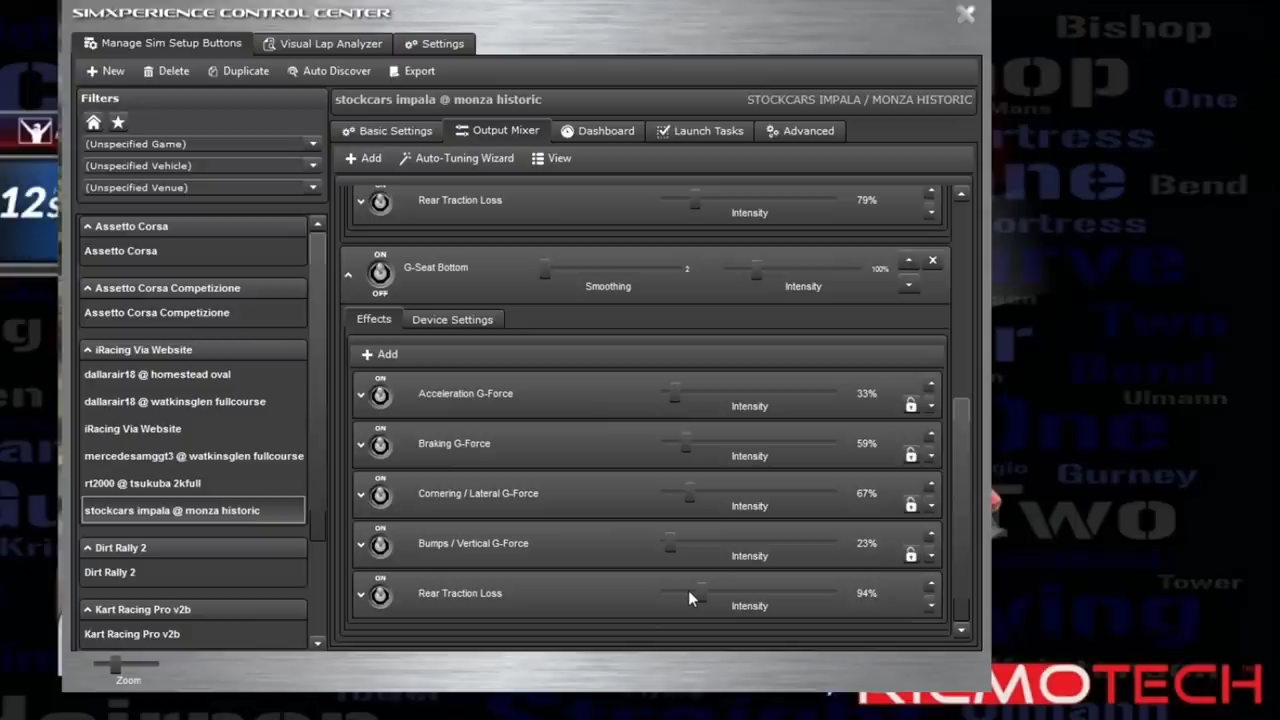 SIMXPERIENCE CONTROL CENTER
Manage Sim Setup Buttons
Visual Lap Analyzer
Settings
New
Delete
Duplicate
Auto Discover
Export
Filters
(Unspecified Game)
(Unspecified Vehicle)
(Unspecified Venue)
Assetto Corsa
Assetto Corsa
Assetto Corsa Competizione
Assetto Corsa Competizione
iRacing Via Website
dallarair18 @ homestead oval
dallarair18 @ watkinsglen fullcourse
iRacing Via Website
mercedesamggt3 @ watkinsglen fullcourse
rt2000 @ tsukuba 2kfull
stockcars impala @ monza historic
Dirt Rally 2
Dirt Rally 2
Kart Racing Pro v2b
Kart Racing Pro v2b
Zoom
stockcars impala @ monza historic
STOCKCARS IMPALA / MONZA HISTORIC
Basic Settings
Output Mixer
Dashboard
Launch Tasks
Advanced
Add
Auto-Tuning Wizard
View
Rear Traction Loss
79%
Intensity
ON
G-Seat Bottom
2
100%
Smoothing
Intensity
OFF
Effects
Device Settings
Add
ON
Acceleration G-Force
33%
Intensity
ON
Braking G-Force
59%
Intensity
ON
Cornering / Lateral G-Force
67%
Intensity
ON
Bumps / Vertical G-Force
23%
Intensity
ON
Rear Traction Loss
94%
Intensity
12s
Bishop
One
Bend
Two
Bend
Ulmann
One
Gurney
Two
Tower